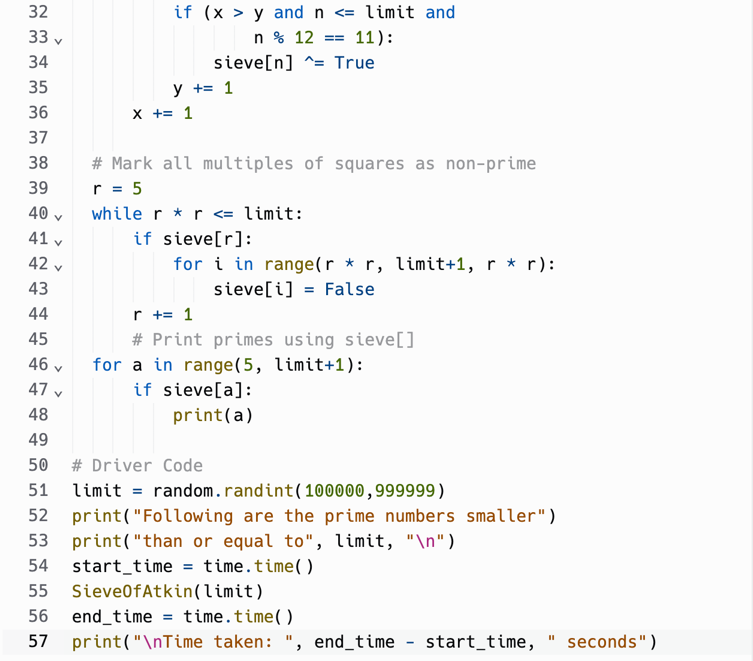 32 if (x > y and n <= limit and
33 n % 12 == 11):
34 sieve[n] ^= True
35 y += 1
36 x += 1
37
38 # Mark all multiples of squares as non-prime
39 r = 5
40 while r * r <= limit:
41 if sieve[r]:
42 for i in range(r * r, limit+1, r * r):
43 sieve[i] = False
44 r += 1
45 # Print primes using sieve[]
46 for a in range(5, limit+1):
47 if sieve[a]:
48 print(a)
49
50 # Driver Code
51 limit = random.randint(100000,999999)
52 print("Following are the prime numbers smaller")
53 print("than or equal to", limit, "\n")
54 start_time = time.time()
55 SieveOfAtkin(limit)
56 end_time = time.time()
57 print("\nTime taken: ", end_time - start_time, " seconds")